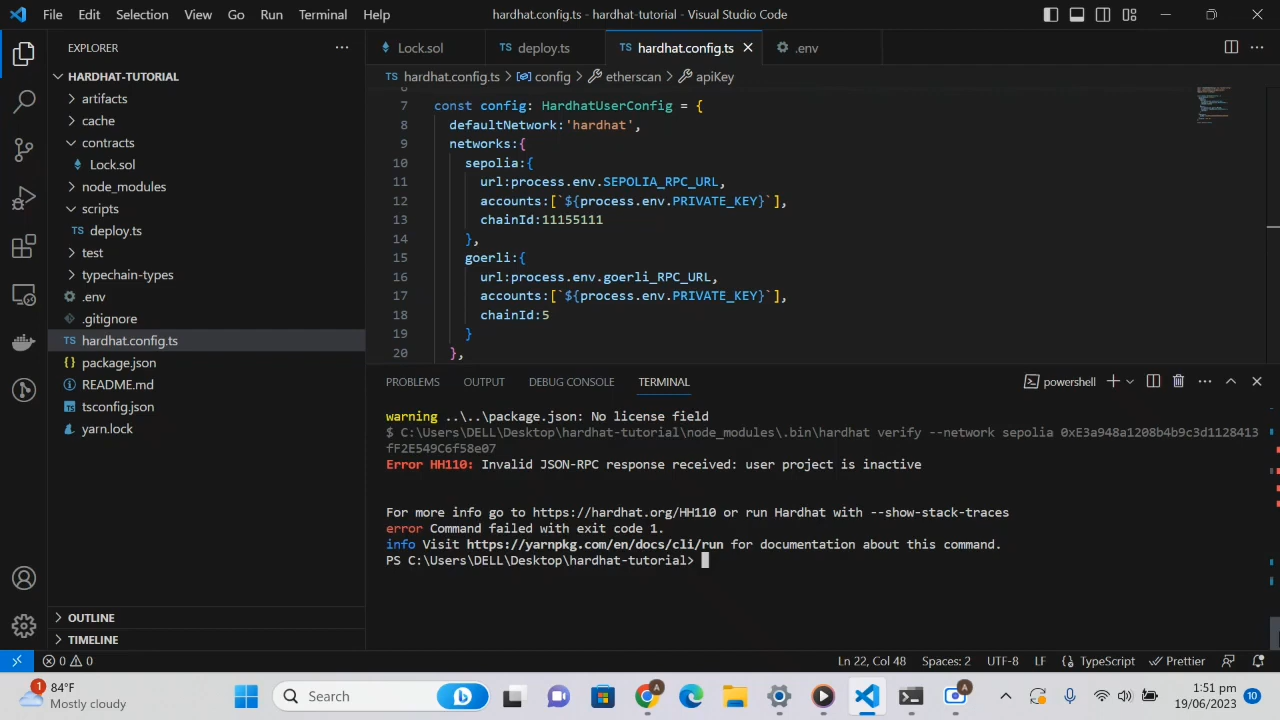 File Edit Selection View Go Run Terminal Help
hardhat.config.ts - hardhat-tutorial - Visual Studio Code
EXPLORER
HARDHAT-TUTORIAL
artifacts
cache
contracts
Lock.sol
node_modules
scripts
TS deploy.ts
test
typechain-types
.env
.gitignore
TS hardhat.config.ts
{} package.json
README.md
tsconfig.json
yarn.lock
OUTLINE
TIMELINE
Lock.sol TS deploy.ts TS hardhat.config.ts .env
TS hardhat.config.ts > config > etherscan > apiKey
7 const config: HardhatUserConfig = {
8 defaultNetwork:'hardhat',
9 networks:{
10 sepolia:{
11 url:process.env.SEPOLIA_RPC_URL,
12 accounts:[`${process.env.PRIVATE_KEY}`],
13 chainId:11155111
14 },
15 goerli:{
16 url:process.env.goerli_RPC_URL,
17 accounts:[`${process.env.PRIVATE_KEY}`],
18 chainId:5
19 }
20 },
PROBLEMS OUTPUT DEBUG CONSOLE TERMINAL
powershell
warning ..\..\package.json: No license field
$ C:\Users\DELL\Desktop\hardhat-tutorial\node_modules\.bin\hardhat verify --network sepolia 0xE3a948a1208b4b9c3d1128413
fF2E549C6f58e07
Error HH110: Invalid JSON-RPC response received: user project is inactive
For more info go to https://hardhat.org/HH110 or run Hardhat with --show-stack-traces
error Command failed with exit code 1.
info Visit https://yarnpkg.com/en/docs/cli/run for documentation about this command.
PS C:\Users\DELL\Desktop\hardhat-tutorial>
0 0
Ln 22, Col 48 Spaces: 2 UTF-8 LF {} TypeScript Prettier
1
84°F
Mostly cloudy
Search
A
A
1:51 pm
19/06/2023
10